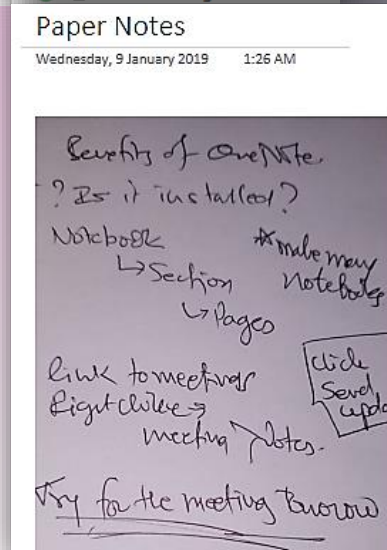 Paper Notes
Wednesday, 9 January 2019 1:26 AM
Benefits of OneNote.
? Is it installed?
Notebook
↳ Section
↳ Pages
* make many
notebooks
link to meetings
Right click →
meeting Notes.
click
Send
upda
Try for the meeting tomorrow